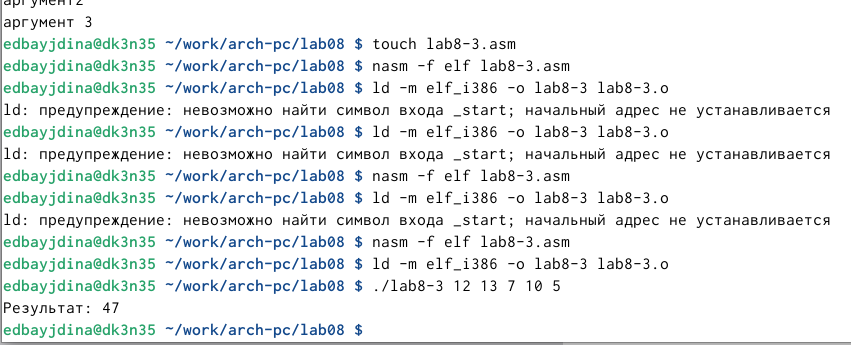 аргумент2
аргумент 3
edbayjdina@dk3n35 ~/work/arch-pc/lab08 $ touch lab8-3.asm
edbayjdina@dk3n35 ~/work/arch-pc/lab08 $ nasm -f elf lab8-3.asm
edbayjdina@dk3n35 ~/work/arch-pc/lab08 $ ld -m elf_i386 -o lab8-3 lab8-3.o
ld: предупреждение: невозможно найти символ входа _start; начальный адрес не устанавливается
edbayjdina@dk3n35 ~/work/arch-pc/lab08 $ ld -m elf_i386 -o lab8-3 lab8-3.o
ld: предупреждение: невозможно найти символ входа _start; начальный адрес не устанавливается
edbayjdina@dk3n35 ~/work/arch-pc/lab08 $ nasm -f elf lab8-3.asm
edbayjdina@dk3n35 ~/work/arch-pc/lab08 $ ld -m elf_i386 -o lab8-3 lab8-3.o
ld: предупреждение: невозможно найти символ входа _start; начальный адрес не устанавливается
edbayjdina@dk3n35 ~/work/arch-pc/lab08 $ nasm -f elf lab8-3.asm
edbayjdina@dk3n35 ~/work/arch-pc/lab08 $ ld -m elf_i386 -o lab8-3 lab8-3.o
edbayjdina@dk3n35 ~/work/arch-pc/lab08 $ ./lab8-3 12 13 7 10 5
Результат: 47
edbayjdina@dk3n35 ~/work/arch-pc/lab08 $